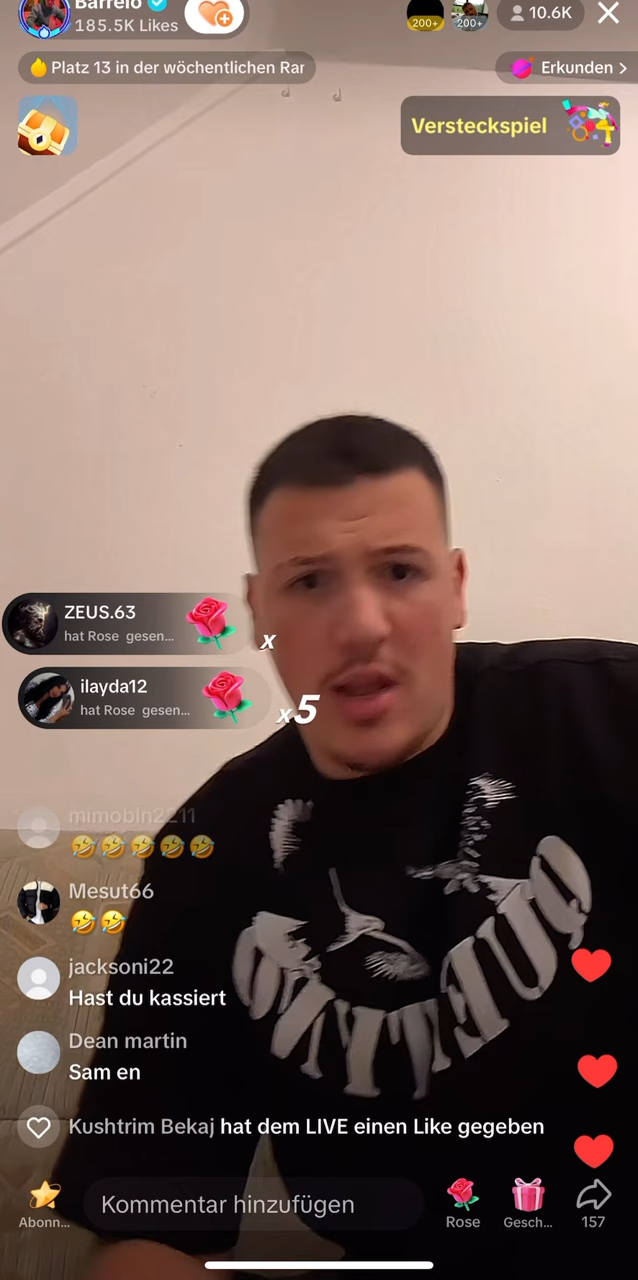 Barrelo
185.5K Likes
200+
200+
10.6K
Platz 13 in der wöchentlichen Ran
Erkunden >
Versteckspiel
ZEUS.63
hat Rose gesen...
x
ilayda12
hat Rose gesen...
x5
mimobln2211
🤣🤣🤣🤣🤣
Mesut66
🤣🤣
jacksoni22
Hast du kassiert
Dean martin
Sam en
Kushtrim Bekaj hat dem LIVE einen Like gegeben
Abonn...
Kommentar hinzufügen
Rose
Gesch...
157